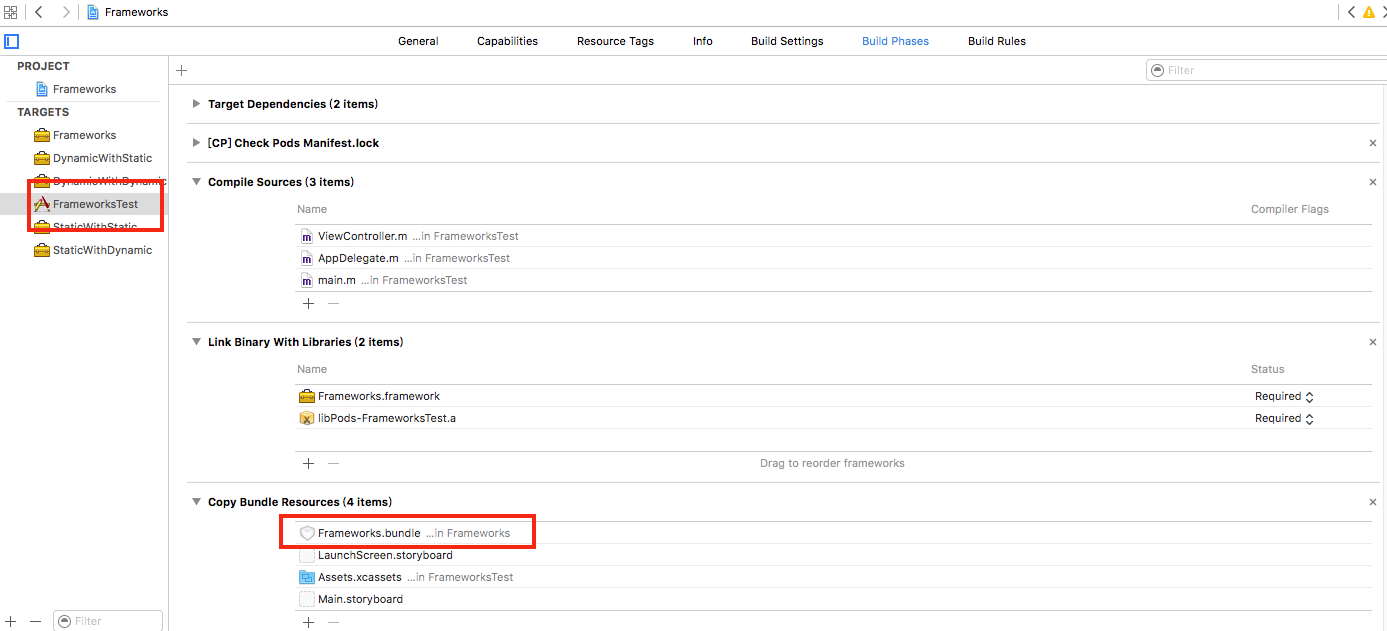 Frameworks
General Capabilities Resource Tags Info Build Settings Build Phases Build Rules
PROJECT
Frameworks
TARGETS
Frameworks
DynamicWithStatic
DynamicWithDynamic
FrameworksTest
StaticWithStatic
StaticWithDynamic
Filter
Filter
Target Dependencies (2 items)
[CP] Check Pods Manifest.lock
Compile Sources (3 items)
Name Compiler Flags
ViewController.m ...in FrameworksTest
AppDelegate.m ...in FrameworksTest
main.m ...in FrameworksTest
Link Binary With Libraries (2 items)
Name Status
Frameworks.framework Required
libPods-FrameworksTest.a Required
Drag to reorder frameworks
Copy Bundle Resources (4 items)
Frameworks.bundle ...in Frameworks
LaunchScreen.storyboard
Assets.xcassets ...in FrameworksTest
Main.storyboard